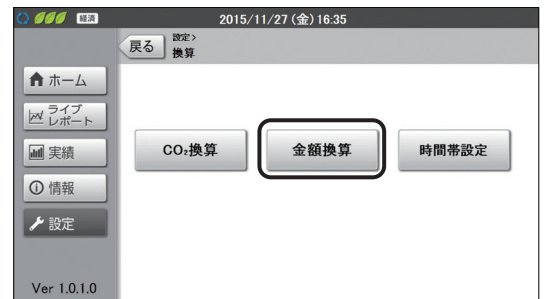 経済
2015/11/27(金)16:35
戻る
設定>
換算
ホーム
ライブ
レポート
実績
情報
設定
CO₂換算
金額換算
時間帯設定
Ver 1.0.1.0